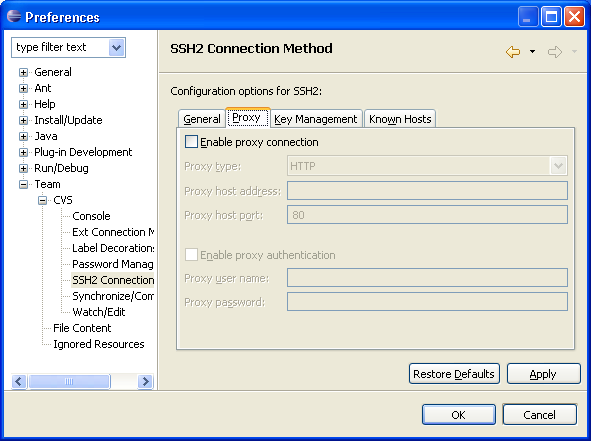 Preferences
type filter text
General
Ant
Help
Install/Update
Java
Plug-in Development
Run/Debug
Team
CVS
Console
Ext Connection M
Label Decorations
Password Manag
SSH2 Connection
Synchronize/Com
Watch/Edit
File Content
Ignored Resources
SSH2 Connection Method
Configuration options for SSH2:
General Proxy Key Management Known Hosts
Enable proxy connection
Proxy type: HTTP
Proxy host address:
Proxy host port: 80
Enable proxy authentication
Proxy user name:
Proxy password:
Restore Defaults Apply
OK Cancel